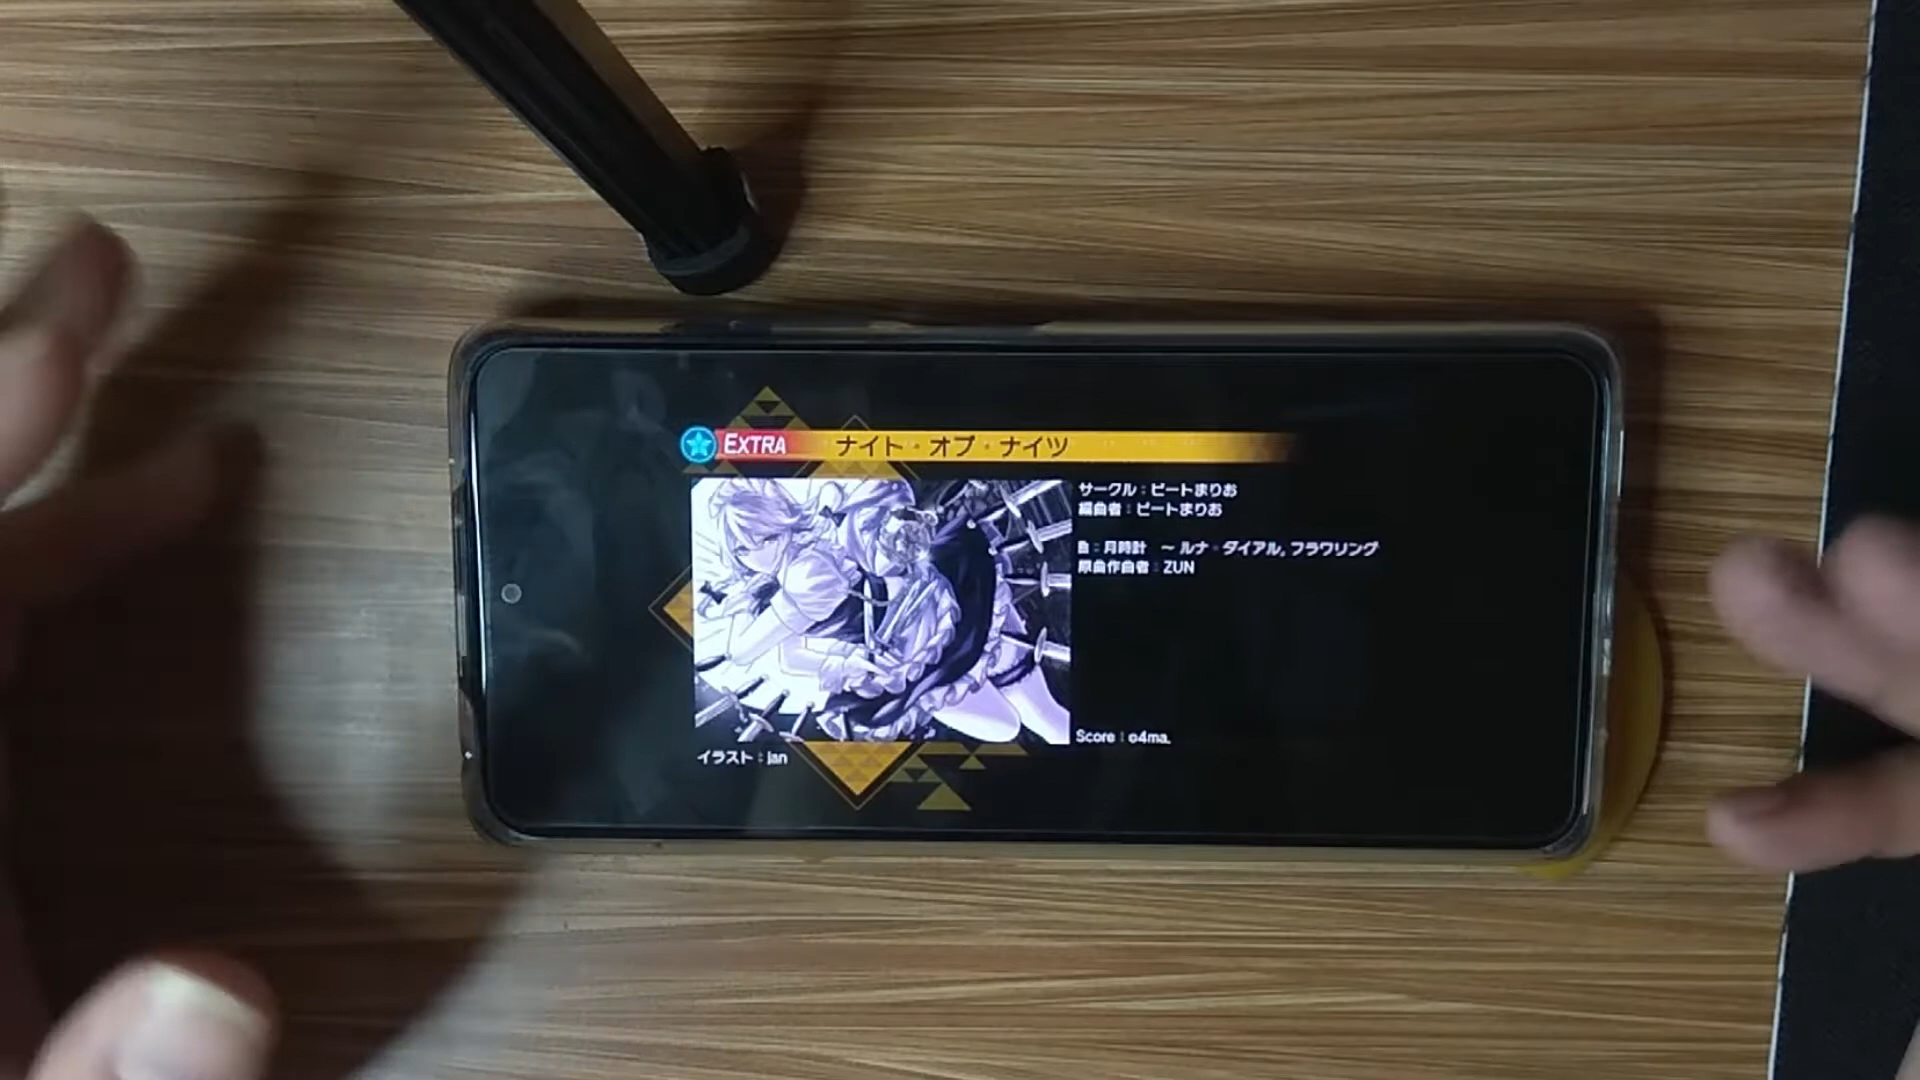 EXTRA ナイト・オブ・ナイツ
サークル：ビートまりお
編曲者：ビートまりお
曲：月時計 ～ ルナ・ダイアル, フラワリング
原曲作曲者：ZUN
Score：e4ma.
イラスト：jan